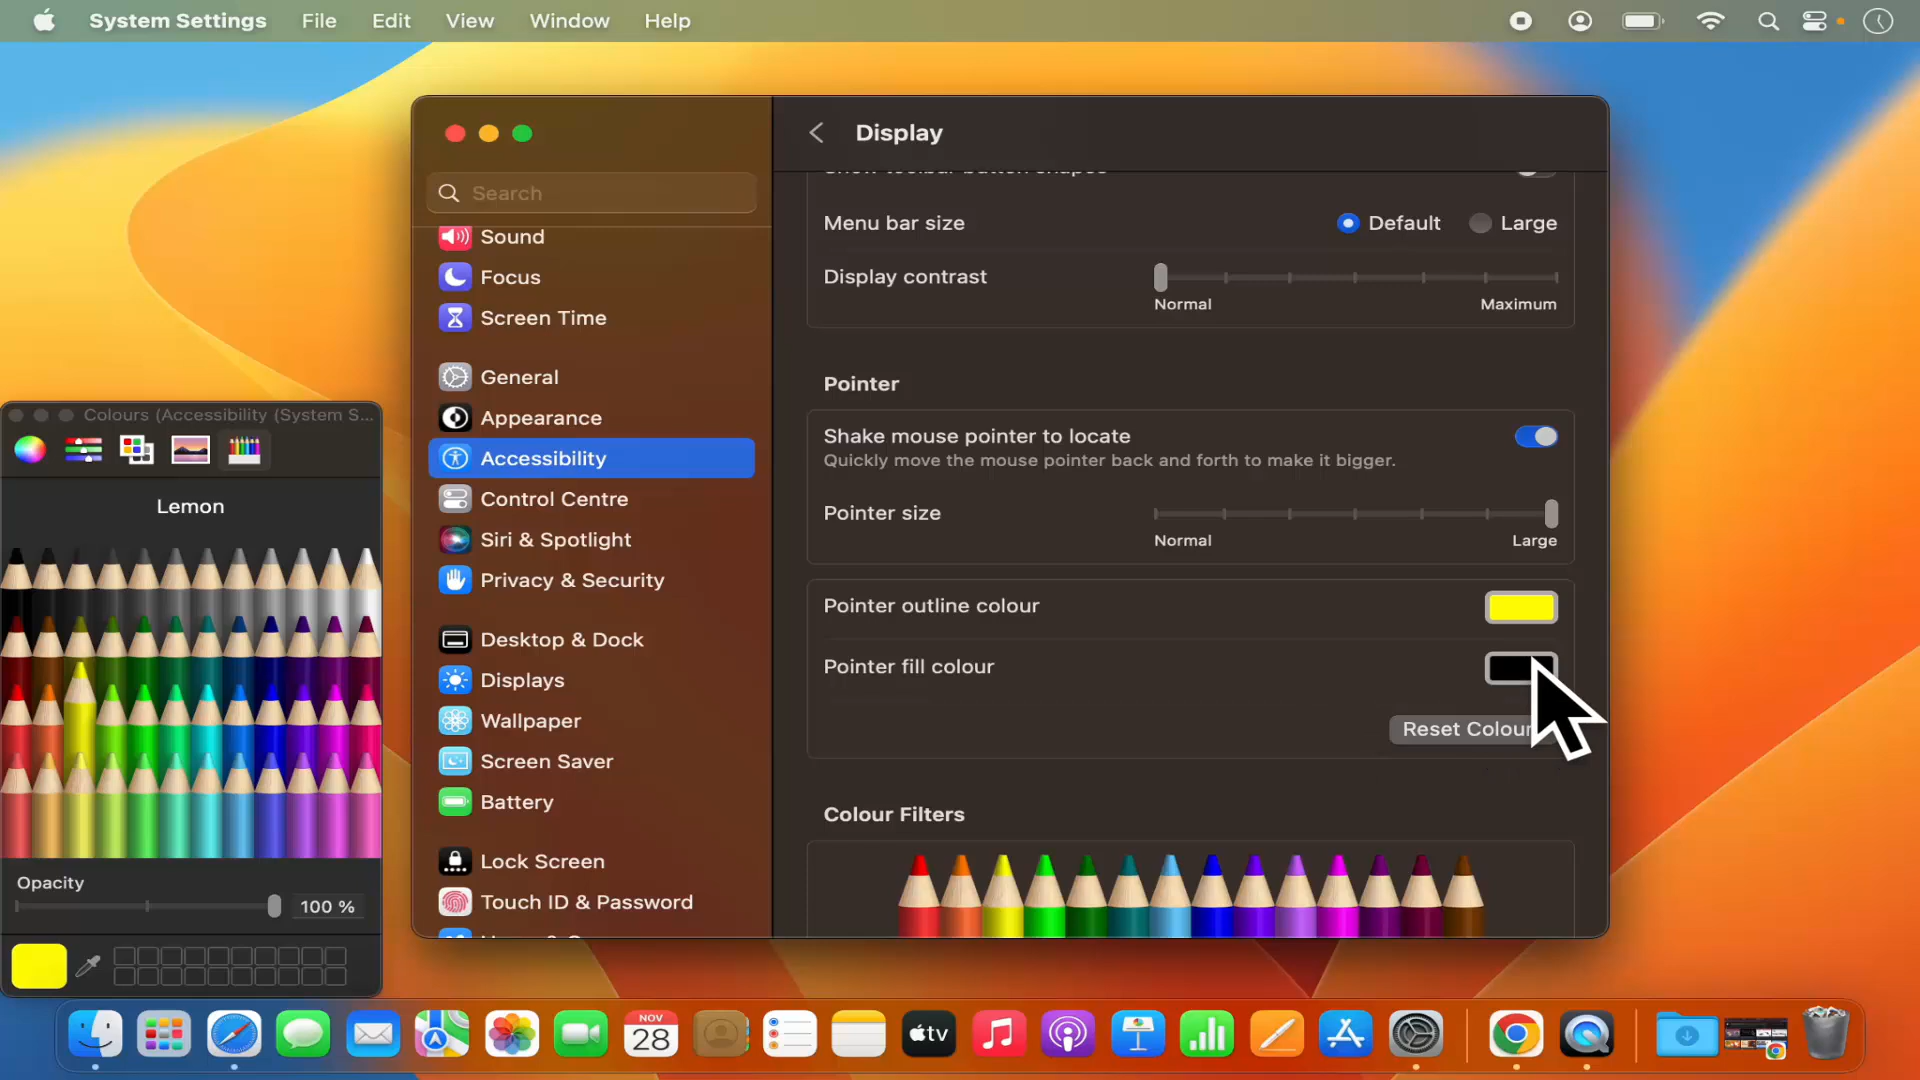 System Settings File Edit View Window Help
Display
Search
Show toolbar button shapes
Sound
Menu bar size Default Large
Focus
Display contrast
Normal Maximum
Screen Time
General
Pointer
Appearance
Colours (Accessibility (System S...
Shake mouse pointer to locate
Quickly move the mouse pointer back and forth to make it bigger.
Accessibility
Control Centre
Lemon
Pointer size
Normal Large
Siri & Spotlight
Privacy & Security
Pointer outline colour
Desktop & Dock
Pointer fill colour
Displays
Wallpaper
Reset Colour
Screen Saver
Battery
Colour Filters
Lock Screen
Opacity
100 %
Touch ID & Password
NOV
28
tv